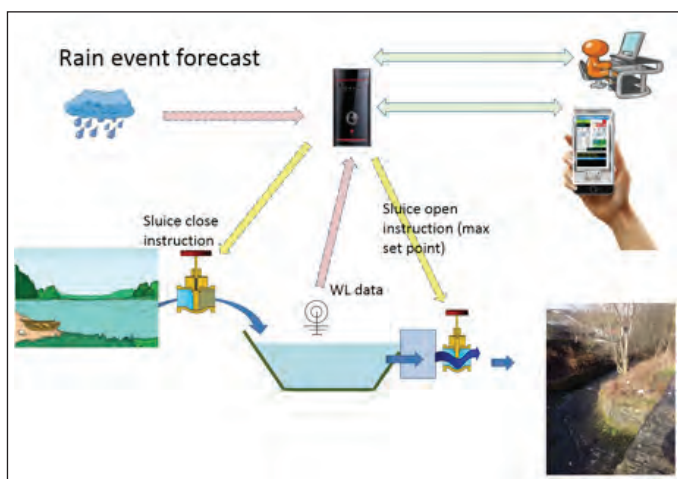 Rain event forecast
Sluice close
instruction
Sluice open
instruction (max
set point)
WL data